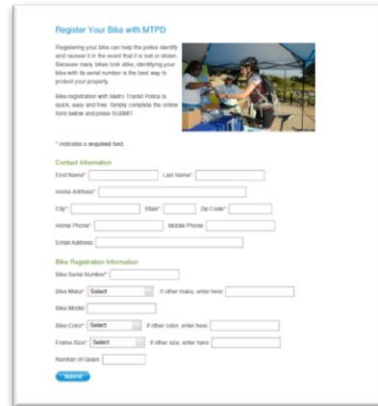 Register Your Bike with MTPD
Registering your bike can help the police identify
and recover it in the event that it is lost or stolen.
Because many bikes look alike, identifying your
bike with its serial number is the best way to
protect your property.
Bike registration with Metro Transit Police is
quick, easy and free. Simply complete the online
form below and press SUBMIT.
* indicates a required field.
Contact Information
First Name*: Last Name*:
Home Address*:
City*: State*: Zip Code*:
Home Phone*: Mobile Phone:
Email Address:
Bike Registration Information
Bike Serial Number*:
Bike Make*: Select If other make, enter here:
Bike Model:
Bike Color*: Select If other color, enter here:
Frame Size*: Select If other size, enter here:
Number of Gears:
Submit